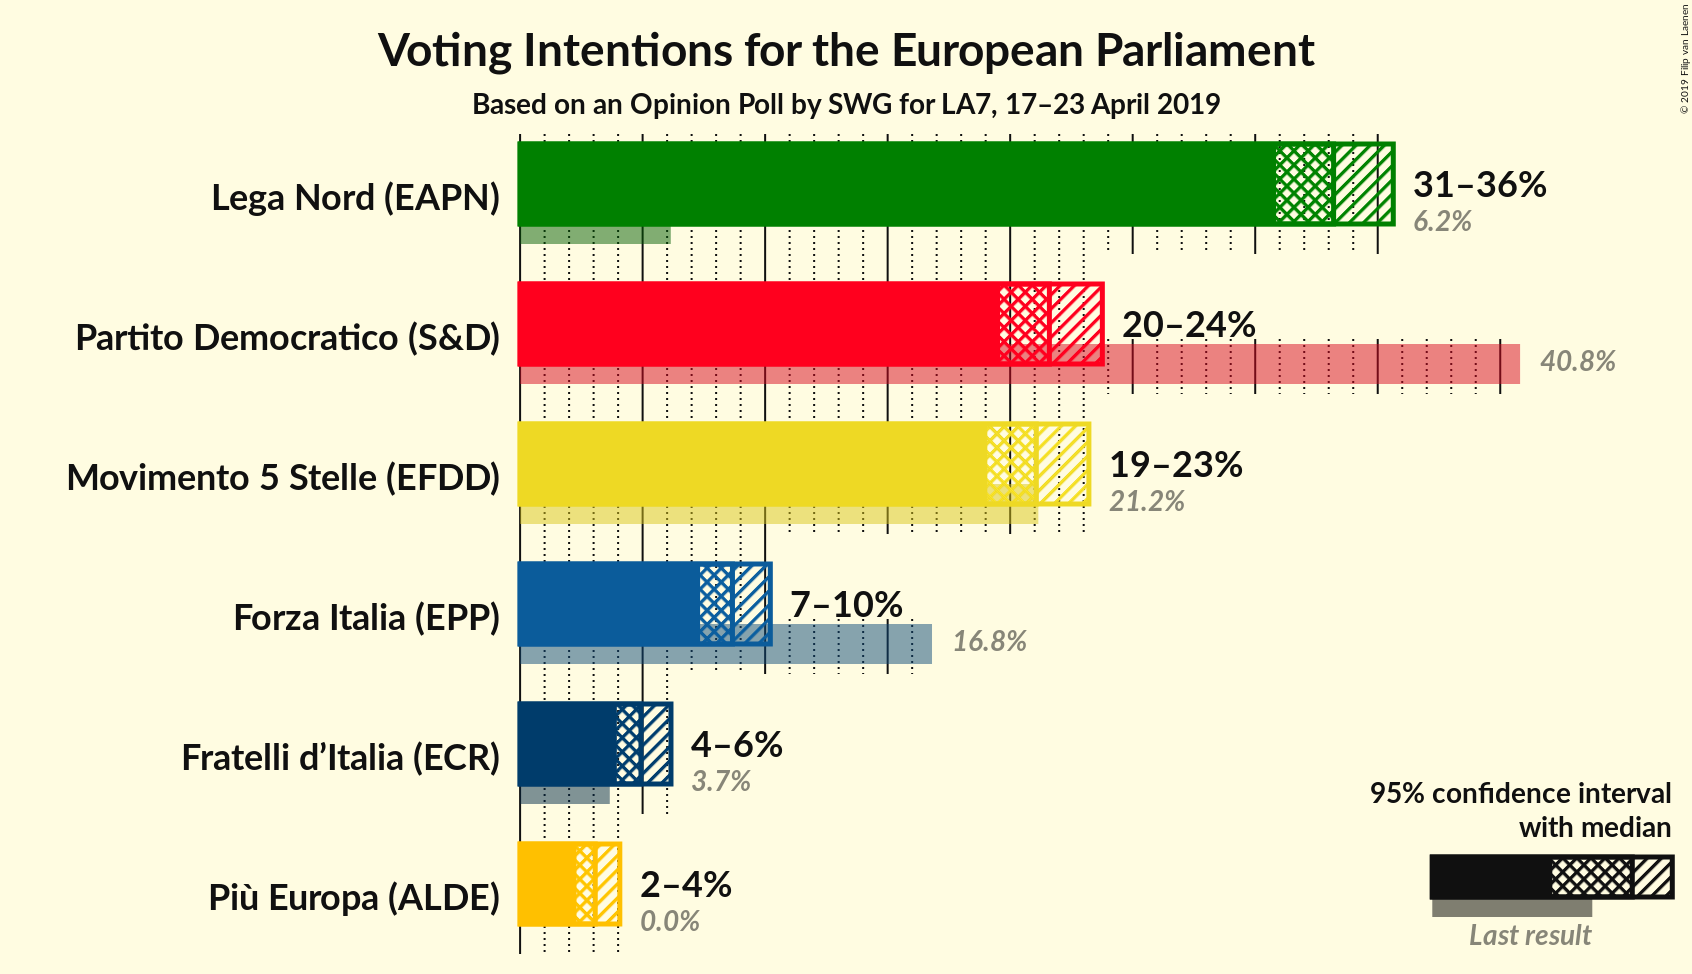 Voting Intentions for the European Parliament
Based on an Opinion Poll by SWG for LA7, 17–23 April 2019
© 2019 Filip van Laenen
Lega Nord (EAPN)
31–36%
6.2%
Partito Democratico (S&D)
20–24%
40.8%
Movimento 5 Stelle (EFDD)
19–23%
21.2%
Forza Italia (EPP)
7–10%
16.8%
Fratelli d’Italia (ECR)
4–6%
3.7%
Più Europa (ALDE)
2–4%
0.0%
95% confidence interval
with median
Last result